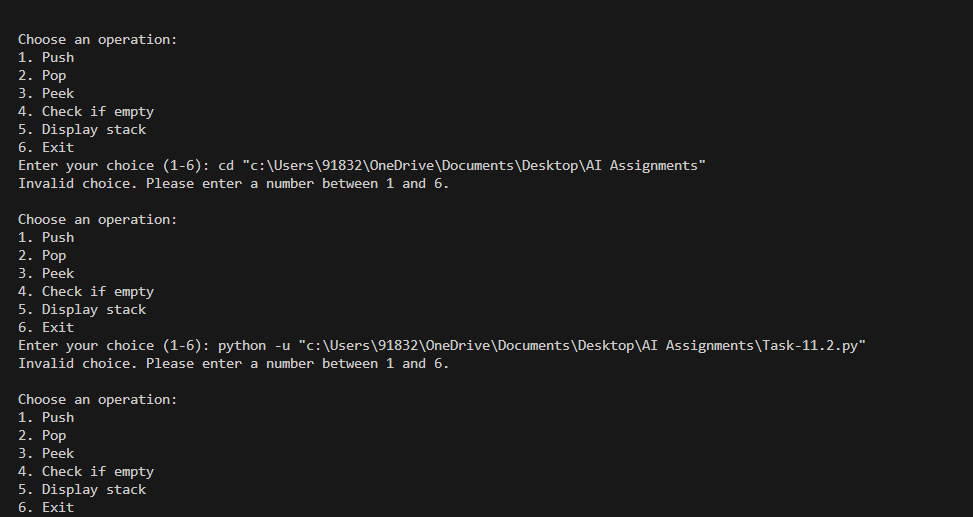 Choose an operation:
1. Push
2. Pop
3. Peek
4. Check if empty
5. Display stack
6. Exit
Enter your choice (1-6): cd "c:\Users\91832\OneDrive\Documents\Desktop\AI Assignments"
Invalid choice. Please enter a number between 1 and 6.
Choose an operation:
1. Push
2. Pop
3. Peek
4. Check if empty
5. Display stack
6. Exit
Enter your choice (1-6): python -u "c:\Users\91832\OneDrive\Documents\Desktop\AI Assignments\Task-11.2.py"
Invalid choice. Please enter a number between 1 and 6.
Choose an operation:
1. Push
2. Pop
3. Peek
4. Check if empty
5. Display stack
6. Exit